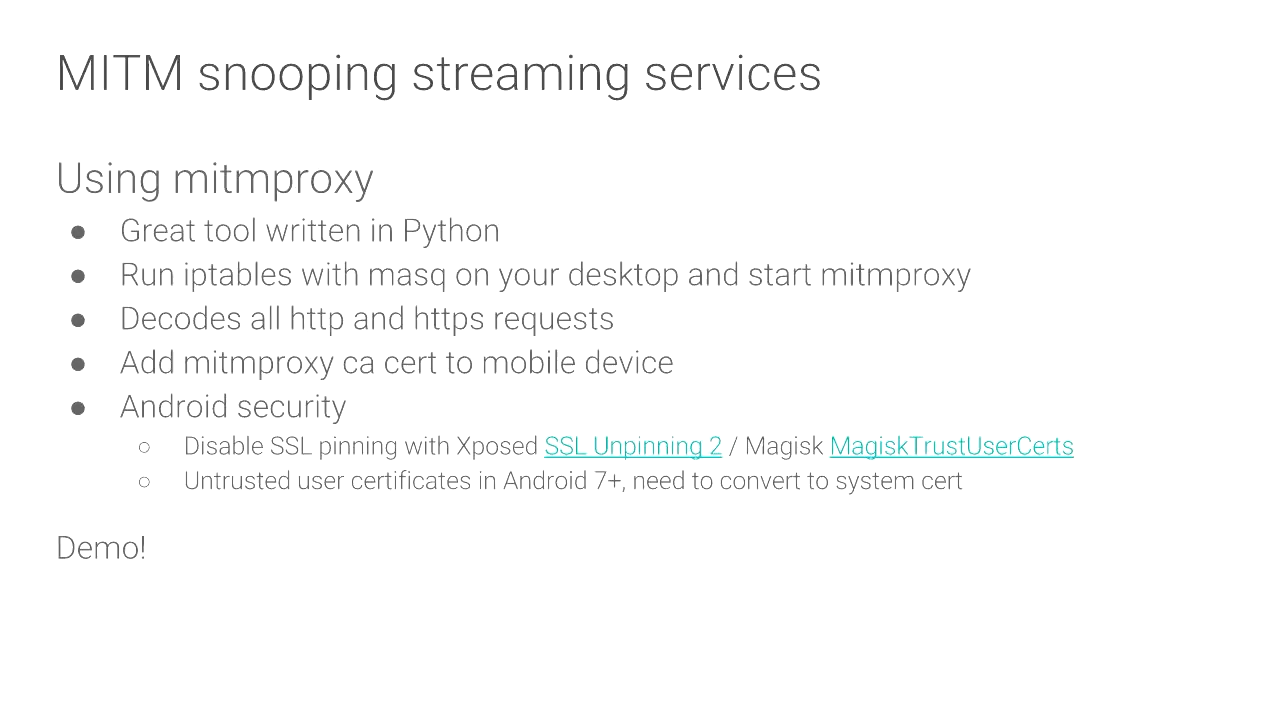 MITM snooping streaming services
Using mitmproxy
● Great tool written in Python
● Run iptables with masq on your desktop and start mitmproxy
● Decodes all http and https requests
● Add mitmproxy ca cert to mobile device
● Android security
○ Disable SSL pinning with Xposed SSL Unpinning 2 / Magisk MagiskTrustUserCerts
○ Untrusted user certificates in Android 7+, need to convert to system cert
Demo!